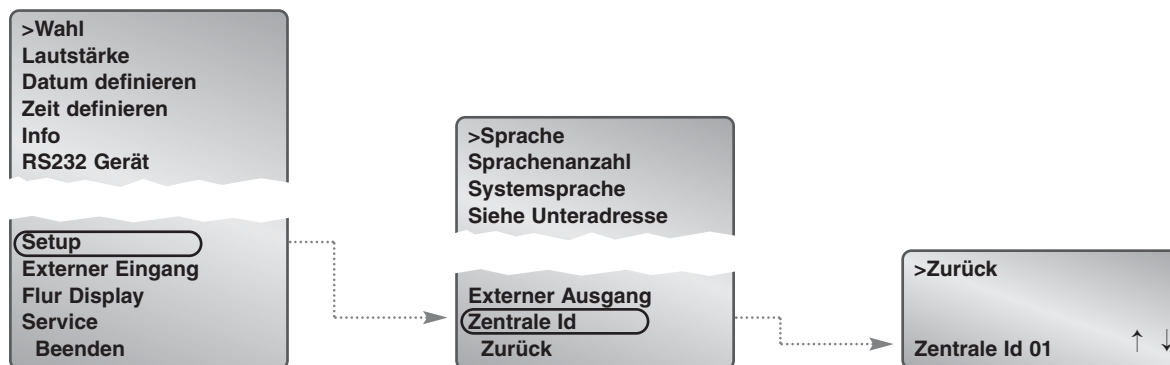 >Wahl
Lautstärke
Datum definieren
Zeit definieren
Info
RS232 Gerät
Setup
Externer Eingang
Flur Display
Service
Beenden
>Sprache
Sprachenanzahl
Systemsprache
Siehe Unteradresse
Externer Ausgang
Zentrale Id
Zurück
>Zurück
Zentrale Id 01 ↑ ↓